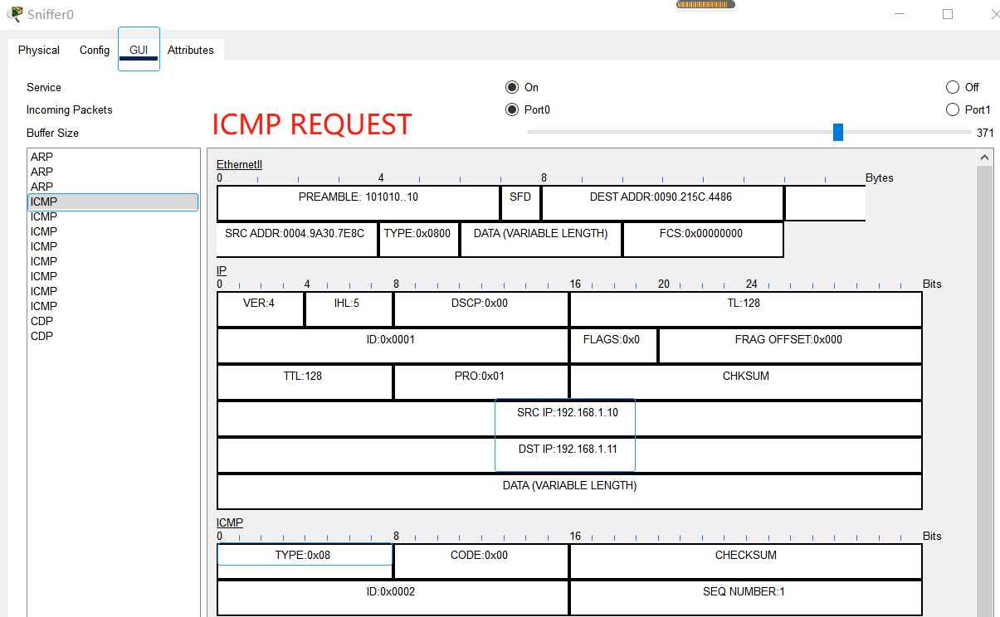 Sniffer0
Physical Config GUI Attributes
Service On Off
Incoming Packets Port0 Port1
ICMP REQUEST
Buffer Size 371
ARP
ARP
ARP
ICMP
ICMP
ICMP
ICMP
ICMP
ICMP
ICMP
ICMP
CDP
CDP
EthernetII
0 4 8 Bytes
PREAMBLE: 101010..10 SFD DEST ADDR:0090.215C.4486
SRC ADDR:0004.9A30.7E8C TYPE:0x0800 DATA (VARIABLE LENGTH) FCS:0x00000000
IP
0 4 8 16 20 24 Bits
VER:4 IHL:5 DSCP:0x00 TL:128
ID:0x0001 FLAGS:0x0 FRAG OFFSET:0x000
TTL:128 PRO:0x01 CHKSUM
SRC IP:192.168.1.10
DST IP:192.168.1.11
DATA (VARIABLE LENGTH)
ICMP
0 8 16 Bits
TYPE:0x08 CODE:0x00 CHECKSUM
ID:0x0002 SEQ NUMBER:1